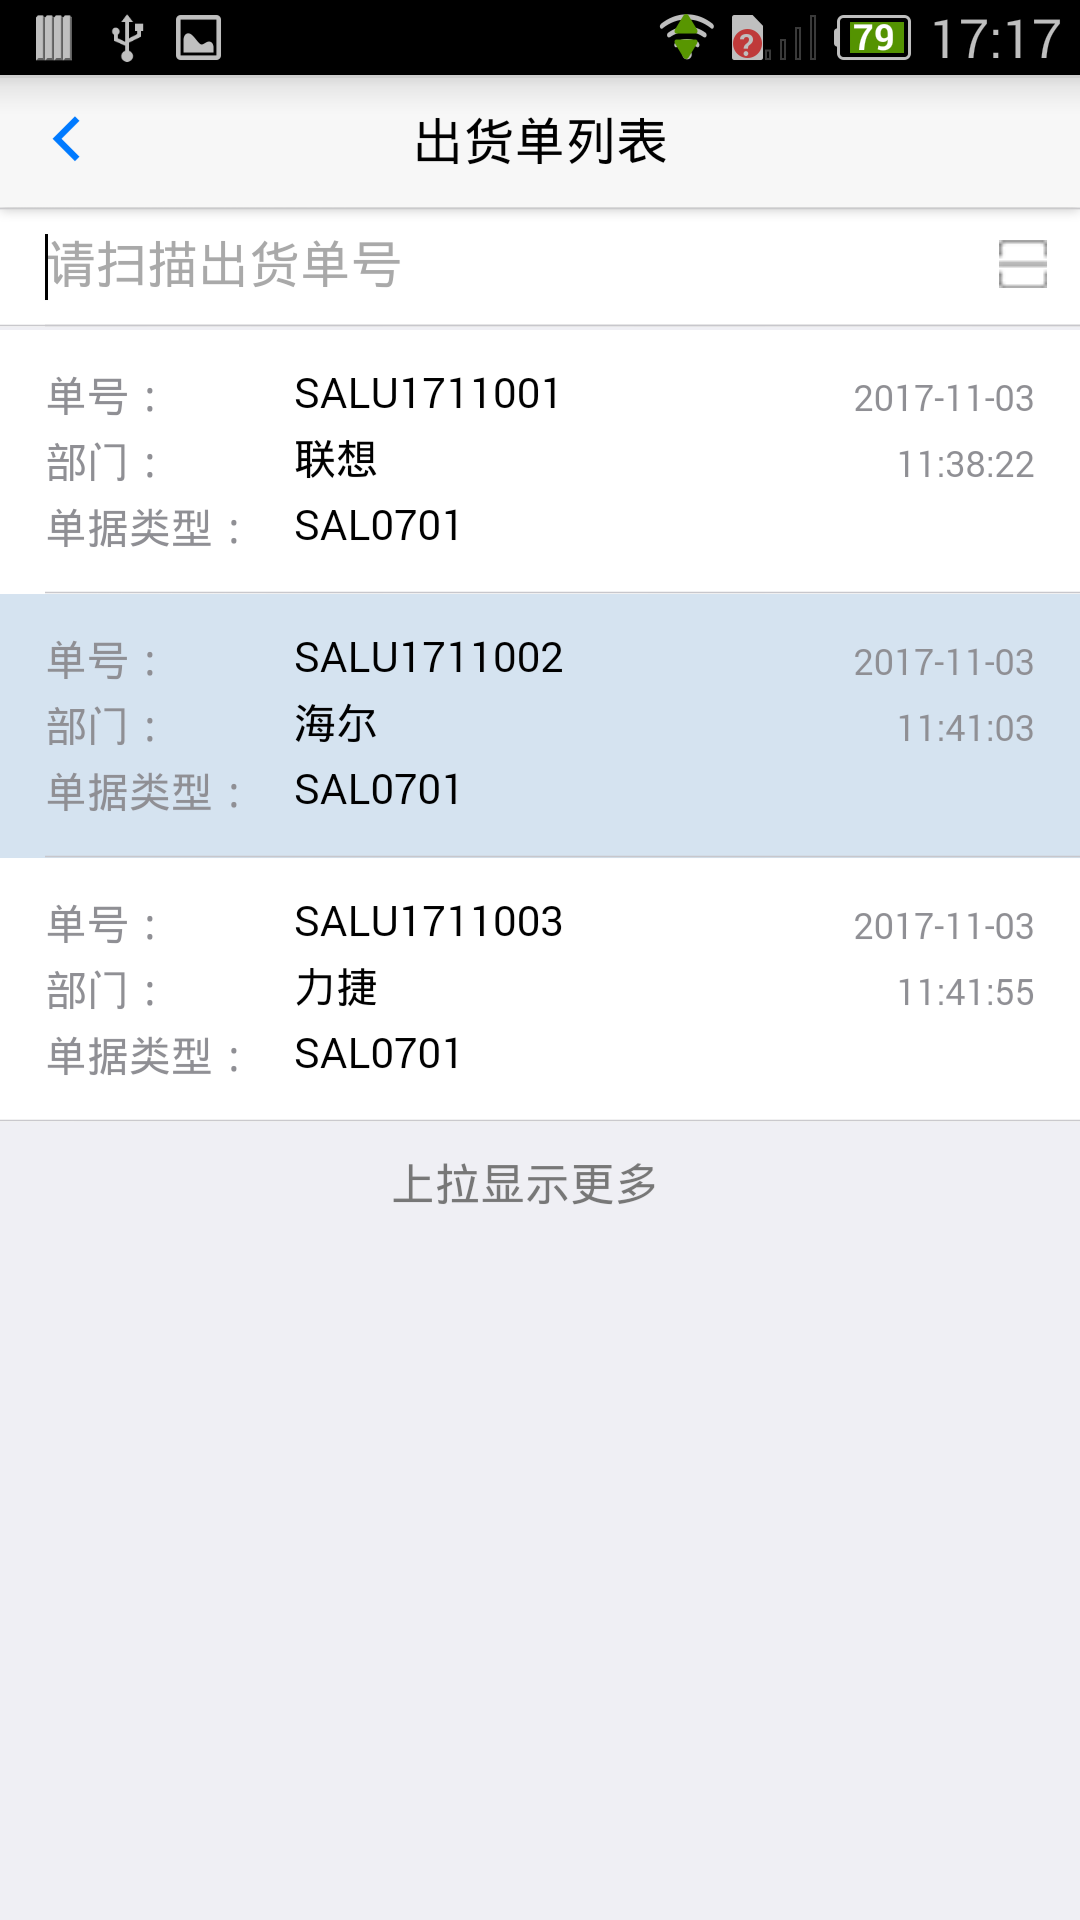 79 17:17
出货单列表
请扫描出货单号
单号： SALU1711001 2017-11-03
部门： 联想 11:38:22
单据类型： SAL0701
单号： SALU1711002 2017-11-03
部门： 海尔 11:41:03
单据类型： SAL0701
单号： SALU1711003 2017-11-03
部门： 力捷 11:41:55
单据类型： SAL0701
上拉显示更多